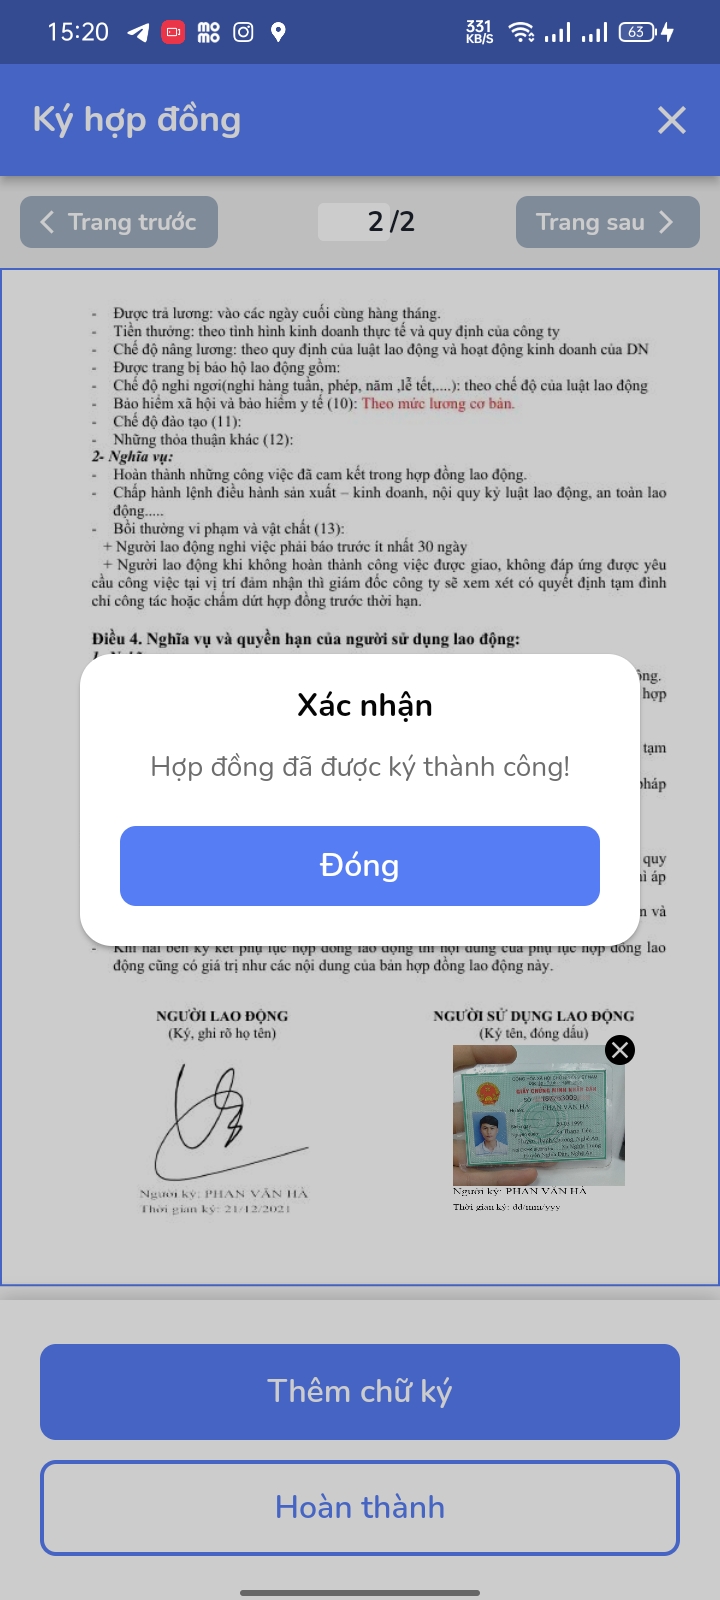 15:20
331
KB/S
63
Ký hợp đồng
Trang trước
2 /2
Trang sau
- Được trả lương: vào các ngày cuối cùng hàng tháng.
- Tiền thưởng: theo tình hình kinh doanh thực tế và quy định của công ty
- Chế độ nâng lương: theo quy định của luật lao động và hoạt động kinh doanh của DN
- Được trang bị bảo hộ lao động gồm:
- Chế độ nghỉ ngơi(nghỉ hàng tuần, phép, năm ,lễ tết,....): theo chế độ của luật lao động
- Bảo hiểm xã hội và bảo hiểm y tế (10): Theo mức lương cơ bản.
- Chế độ đào tạo (11):
- Những thỏa thuận khác (12):
2- Nghĩa vụ:
- Hoàn thành những công việc đã cam kết trong hợp đồng lao động.
- Chấp hành lệnh điều hành sản xuất – kinh doanh, nội quy kỷ luật lao động, an toàn lao
động.....
- Bồi thường vi phạm và vật chất (13):
+ Người lao động nghỉ việc phải báo trước ít nhất 30 ngày
+ Người lao động khi không hoàn thành công việc được giao, không đáp ứng được yêu
cầu công việc tại vị trí đảm nhận thì giám đốc công ty sẽ xem xét có quyết định tạm đình
chỉ công tác hoặc chấm dứt hợp đồng trước thời hạn.
Điều 4. Nghĩa vụ và quyền hạn của người sử dụng lao động:
hợp
tạm
Xác nhận
Hợp đồng đã được ký thành công!
Đóng
quy
áp
và
- Khi hai bên ký kết phụ lục hợp đồng lao động thì nội dung của phụ lục hợp đồng lao
động cũng có giá trị như các nội dung của bản hợp đồng lao động này.
NGƯỜI LAO ĐỘNG
(Ký, ghi rõ họ tên)
Người ký: PHAN VĂN HÀ
Thời gian ký: 21/12/2021
NGƯỜI SỬ DỤNG LAO ĐỘNG
(Ký tên, đóng dấu)
GIẤY CHỨNG MINH NHÂN DÂN
PHAN VĂN HÀ
Người ký: PHAN VĂN HÀ
Thời gian ký: dd/mm/yyy
Thêm chữ ký
Hoàn thành